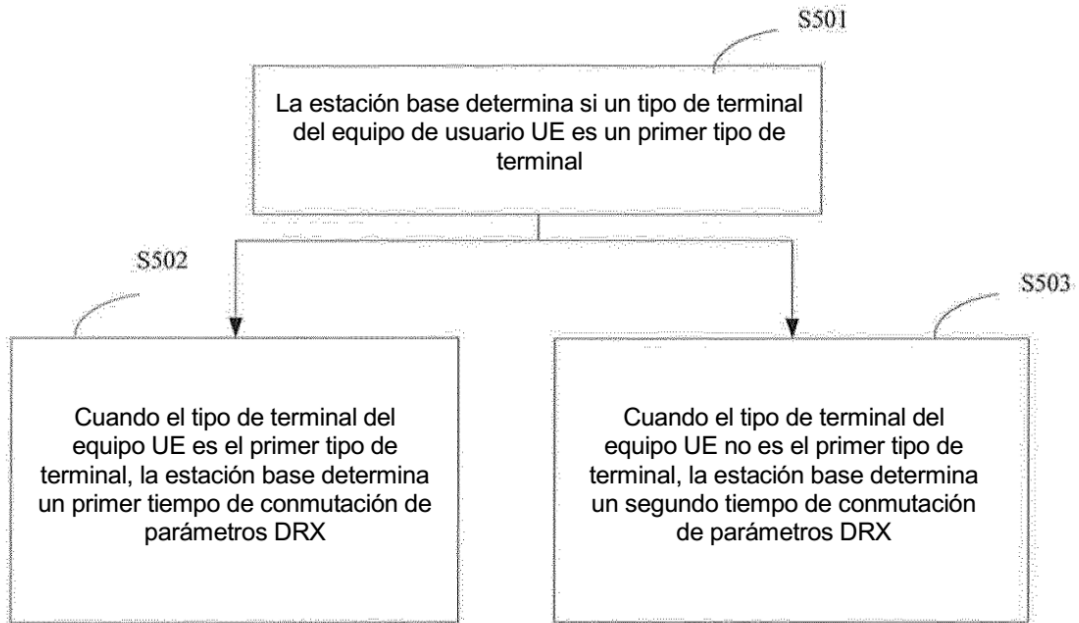 S501
La estación base determina si un tipo de terminal
del equipo de usuario UE es un primer tipo de
terminal
S502
S503
Cuando el tipo de terminal del
equipo UE es el primer tipo de
terminal, la estación base determina
un primer tiempo de conmutación de
parámetros DRX
Cuando el tipo de terminal del
equipo UE no es el primer tipo de
terminal, la estación base determina
un segundo tiempo de conmutación
de parámetros DRX